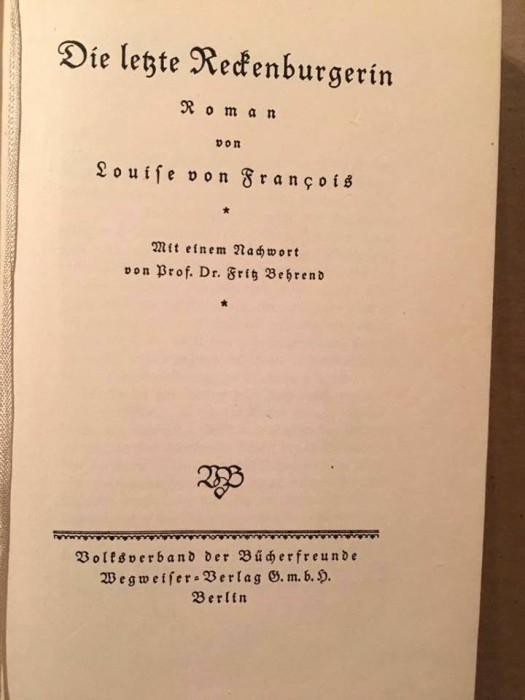 Die letzte Reckenburgerin
Roman
von
Louise von François
*
Mit einem Nachwort
von Prof. Dr. Fritz Behrend
*
VB
Volksverband der Bücherfreunde
Wegweiser-Verlag G.m.b.H.
Berlin